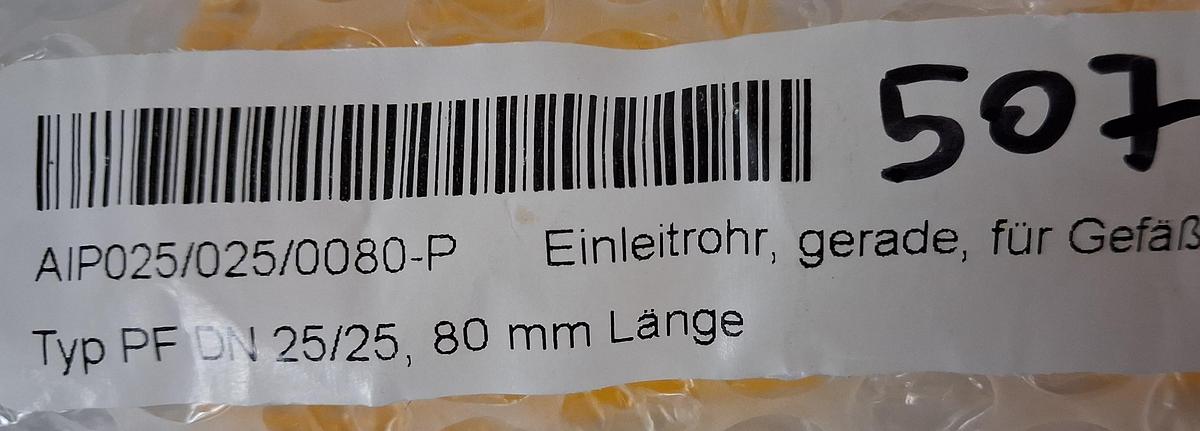 507
AIP025/025/0080-P Einleitrohr, gerade, für Gefäß
Typ PF DN 25/25, 80 mm Länge